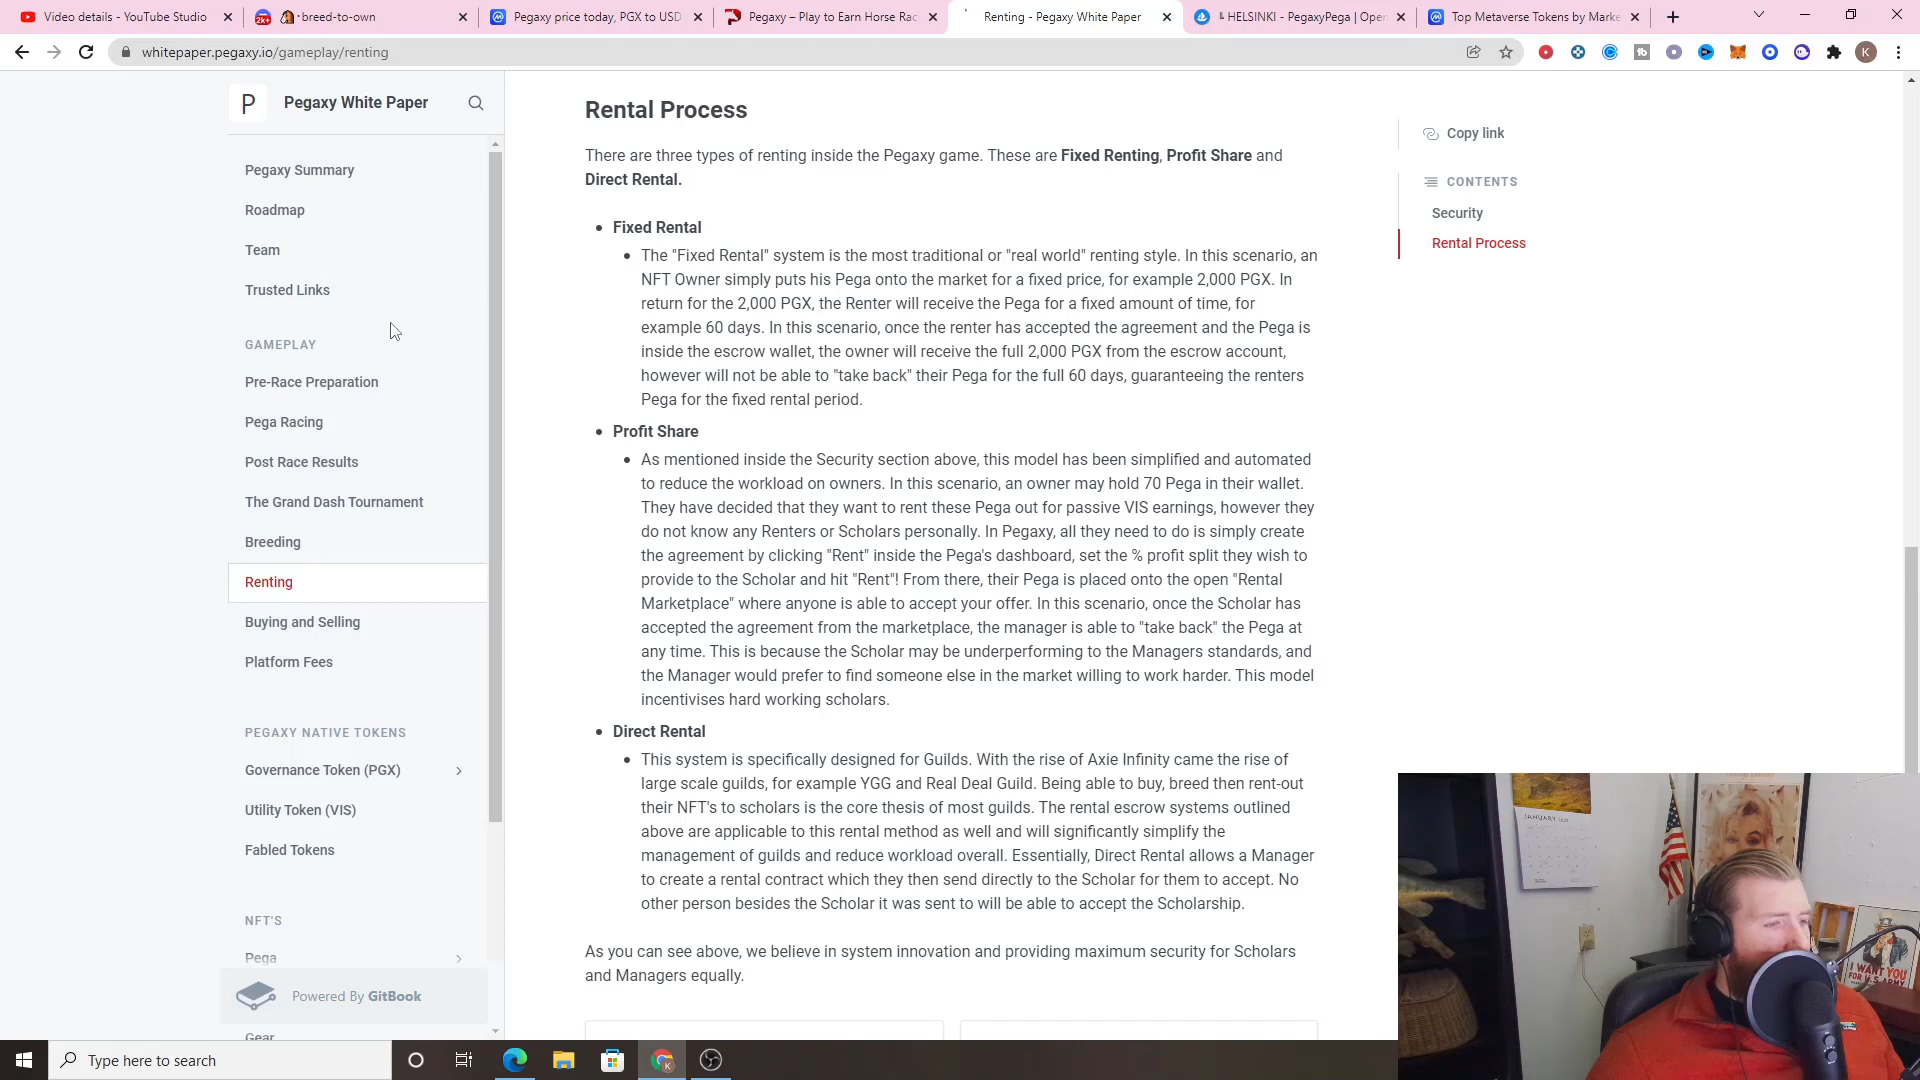 Video details - YouTube Studio
2k+
breed-to-own
Pegaxy price today, PGX to USD
Pegaxy – Play to Earn Horse Rac
Renting - Pegaxy White Paper
HELSINKI - PegaxyPega | Open
Top Metaverse Tokens by Marke
whitepaper.pegaxy.io/gameplay/renting
K
P
Pegaxy White Paper
Pegaxy Summary
Roadmap
Team
Trusted Links
GAMEPLAY
Pre-Race Preparation
Pega Racing
Post Race Results
The Grand Dash Tournament
Breeding
Renting
Buying and Selling
Platform Fees
PEGAXY NATIVE TOKENS
Governance Token (PGX)
Utility Token (VIS)
Fabled Tokens
NFT'S
Pega
Powered By GitBook
Gear
Rental Process
There are three types of renting inside the Pegaxy game. These are Fixed Renting, Profit Share and
Direct Rental.
• Fixed Rental
• The "Fixed Rental" system is the most traditional or "real world" renting style. In this scenario, an
NFT Owner simply puts his Pega onto the market for a fixed price, for example 2,000 PGX. In
return for the 2,000 PGX, the Renter will receive the Pega for a fixed amount of time, for
example 60 days. In this scenario, once the renter has accepted the agreement and the Pega is
inside the escrow wallet, the owner will receive the full 2,000 PGX from the escrow account,
however will not be able to "take back" their Pega for the full 60 days, guaranteeing the renters
Pega for the fixed rental period.
• Profit Share
• As mentioned inside the Security section above, this model has been simplified and automated
to reduce the workload on owners. In this scenario, an owner may hold 70 Pega in their wallet.
They have decided that they want to rent these Pega out for passive VIS earnings, however they
do not know any Renters or Scholars personally. In Pegaxy, all they need to do is simply create
the agreement by clicking "Rent" inside the Pega's dashboard, set the % profit split they wish to
provide to the Scholar and hit "Rent"! From there, their Pega is placed onto the open "Rental
Marketplace" where anyone is able to accept your offer. In this scenario, once the Scholar has
accepted the agreement from the marketplace, the manager is able to "take back" the Pega at
any time. This is because the Scholar may be underperforming to the Managers standards, and
the Manager would prefer to find someone else in the market willing to work harder. This model
incentivises hard working scholars.
• Direct Rental
• This system is specifically designed for Guilds. With the rise of Axie Infinity came the rise of
large scale guilds, for example YGG and Real Deal Guild. Being able to buy, breed then rent-out
their NFT's to scholars is the core thesis of most guilds. The rental escrow systems outlined
above are applicable to this rental method as well and will significantly simplify the
management of guilds and reduce workload overall. Essentially, Direct Rental allows a Manager
to create a rental contract which they then send directly to the Scholar for them to accept. No
other person besides the Scholar it was sent to will be able to accept the Scholarship.
As you can see above, we believe in system innovation and providing maximum security for Scholars
and Managers equally.
Copy link
CONTENTS
Security
Rental Process
JANUARY
I WANT YOU
FOR U.S. ARMY
Type here to search